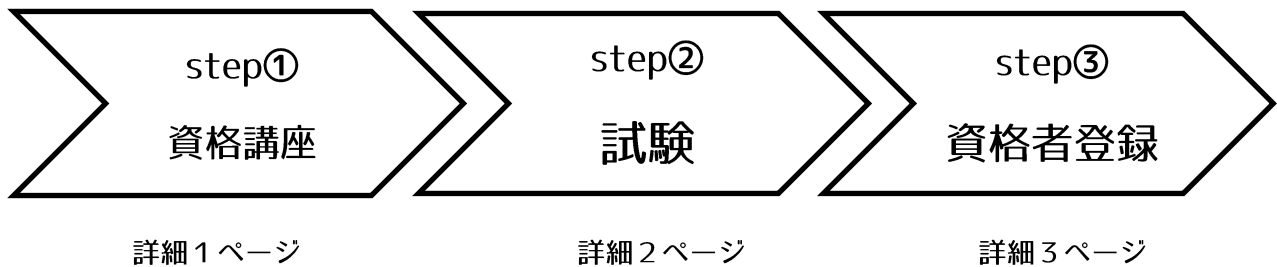 step①
資格講座
step②
試験
step③
資格者登録
詳細１ページ
詳細２ページ
詳細３ページ